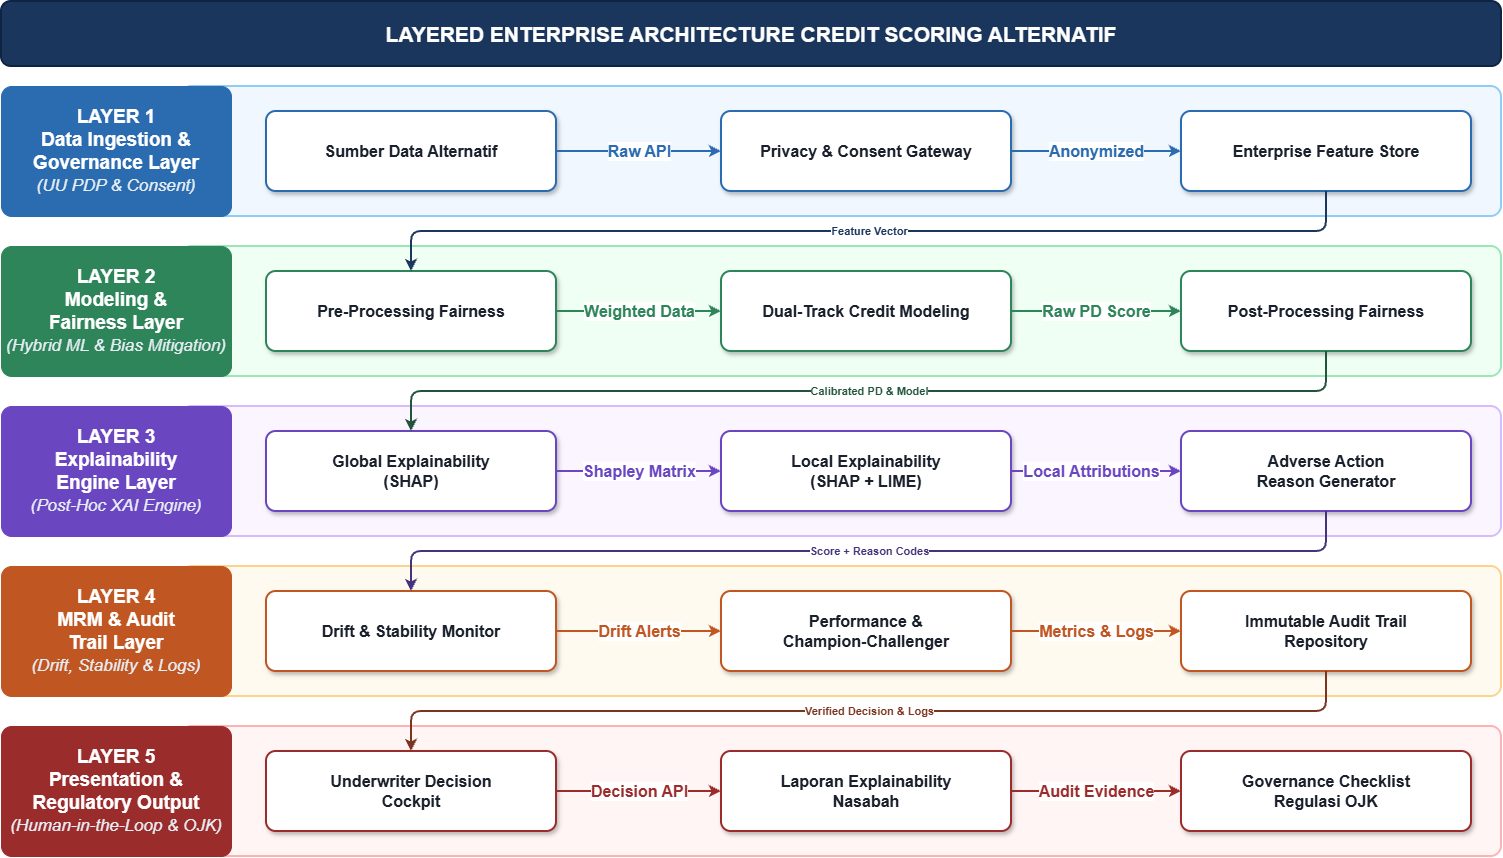 LAYERED ENTERPRISE ARCHITECTURE CREDIT SCORING ALTERNATIF
LAYER 1
Data Ingestion &
Governance Layer
(UU PDP & Consent)
Sumber Data Alternatif
Raw API
Privacy & Consent Gateway
Anonymized
Enterprise Feature Store
Feature Vector
LAYER 2
Modeling &
Fairness Layer
(Hybrid ML & Bias Mitigation)
Pre-Processing Fairness
Weighted Data
Dual-Track Credit Modeling
Raw PD Score
Post-Processing Fairness
Calibrated PD & Model
LAYER 3
Explainability
Engine Layer
(Post-Hoc XAI Engine)
Global Explainability
(SHAP)
Shapley Matrix
Local Explainability
(SHAP + LIME)
Local Attributions
Adverse Action
Reason Generator
Score + Reason Codes
LAYER 4
MRM & Audit
Trail Layer
(Drift, Stability & Logs)
Drift & Stability Monitor
Drift Alerts
Performance &
Champion-Challenger
Metrics & Logs
Immutable Audit Trail
Repository
Verified Decision & Logs
LAYER 5
Presentation &
Regulatory Output
(Human-in-the-Loop & OJK)
Underwriter Decision
Cockpit
Decision API
Laporan Explainability
Nasabah
Audit Evidence
Governance Checklist
Regulasi OJK